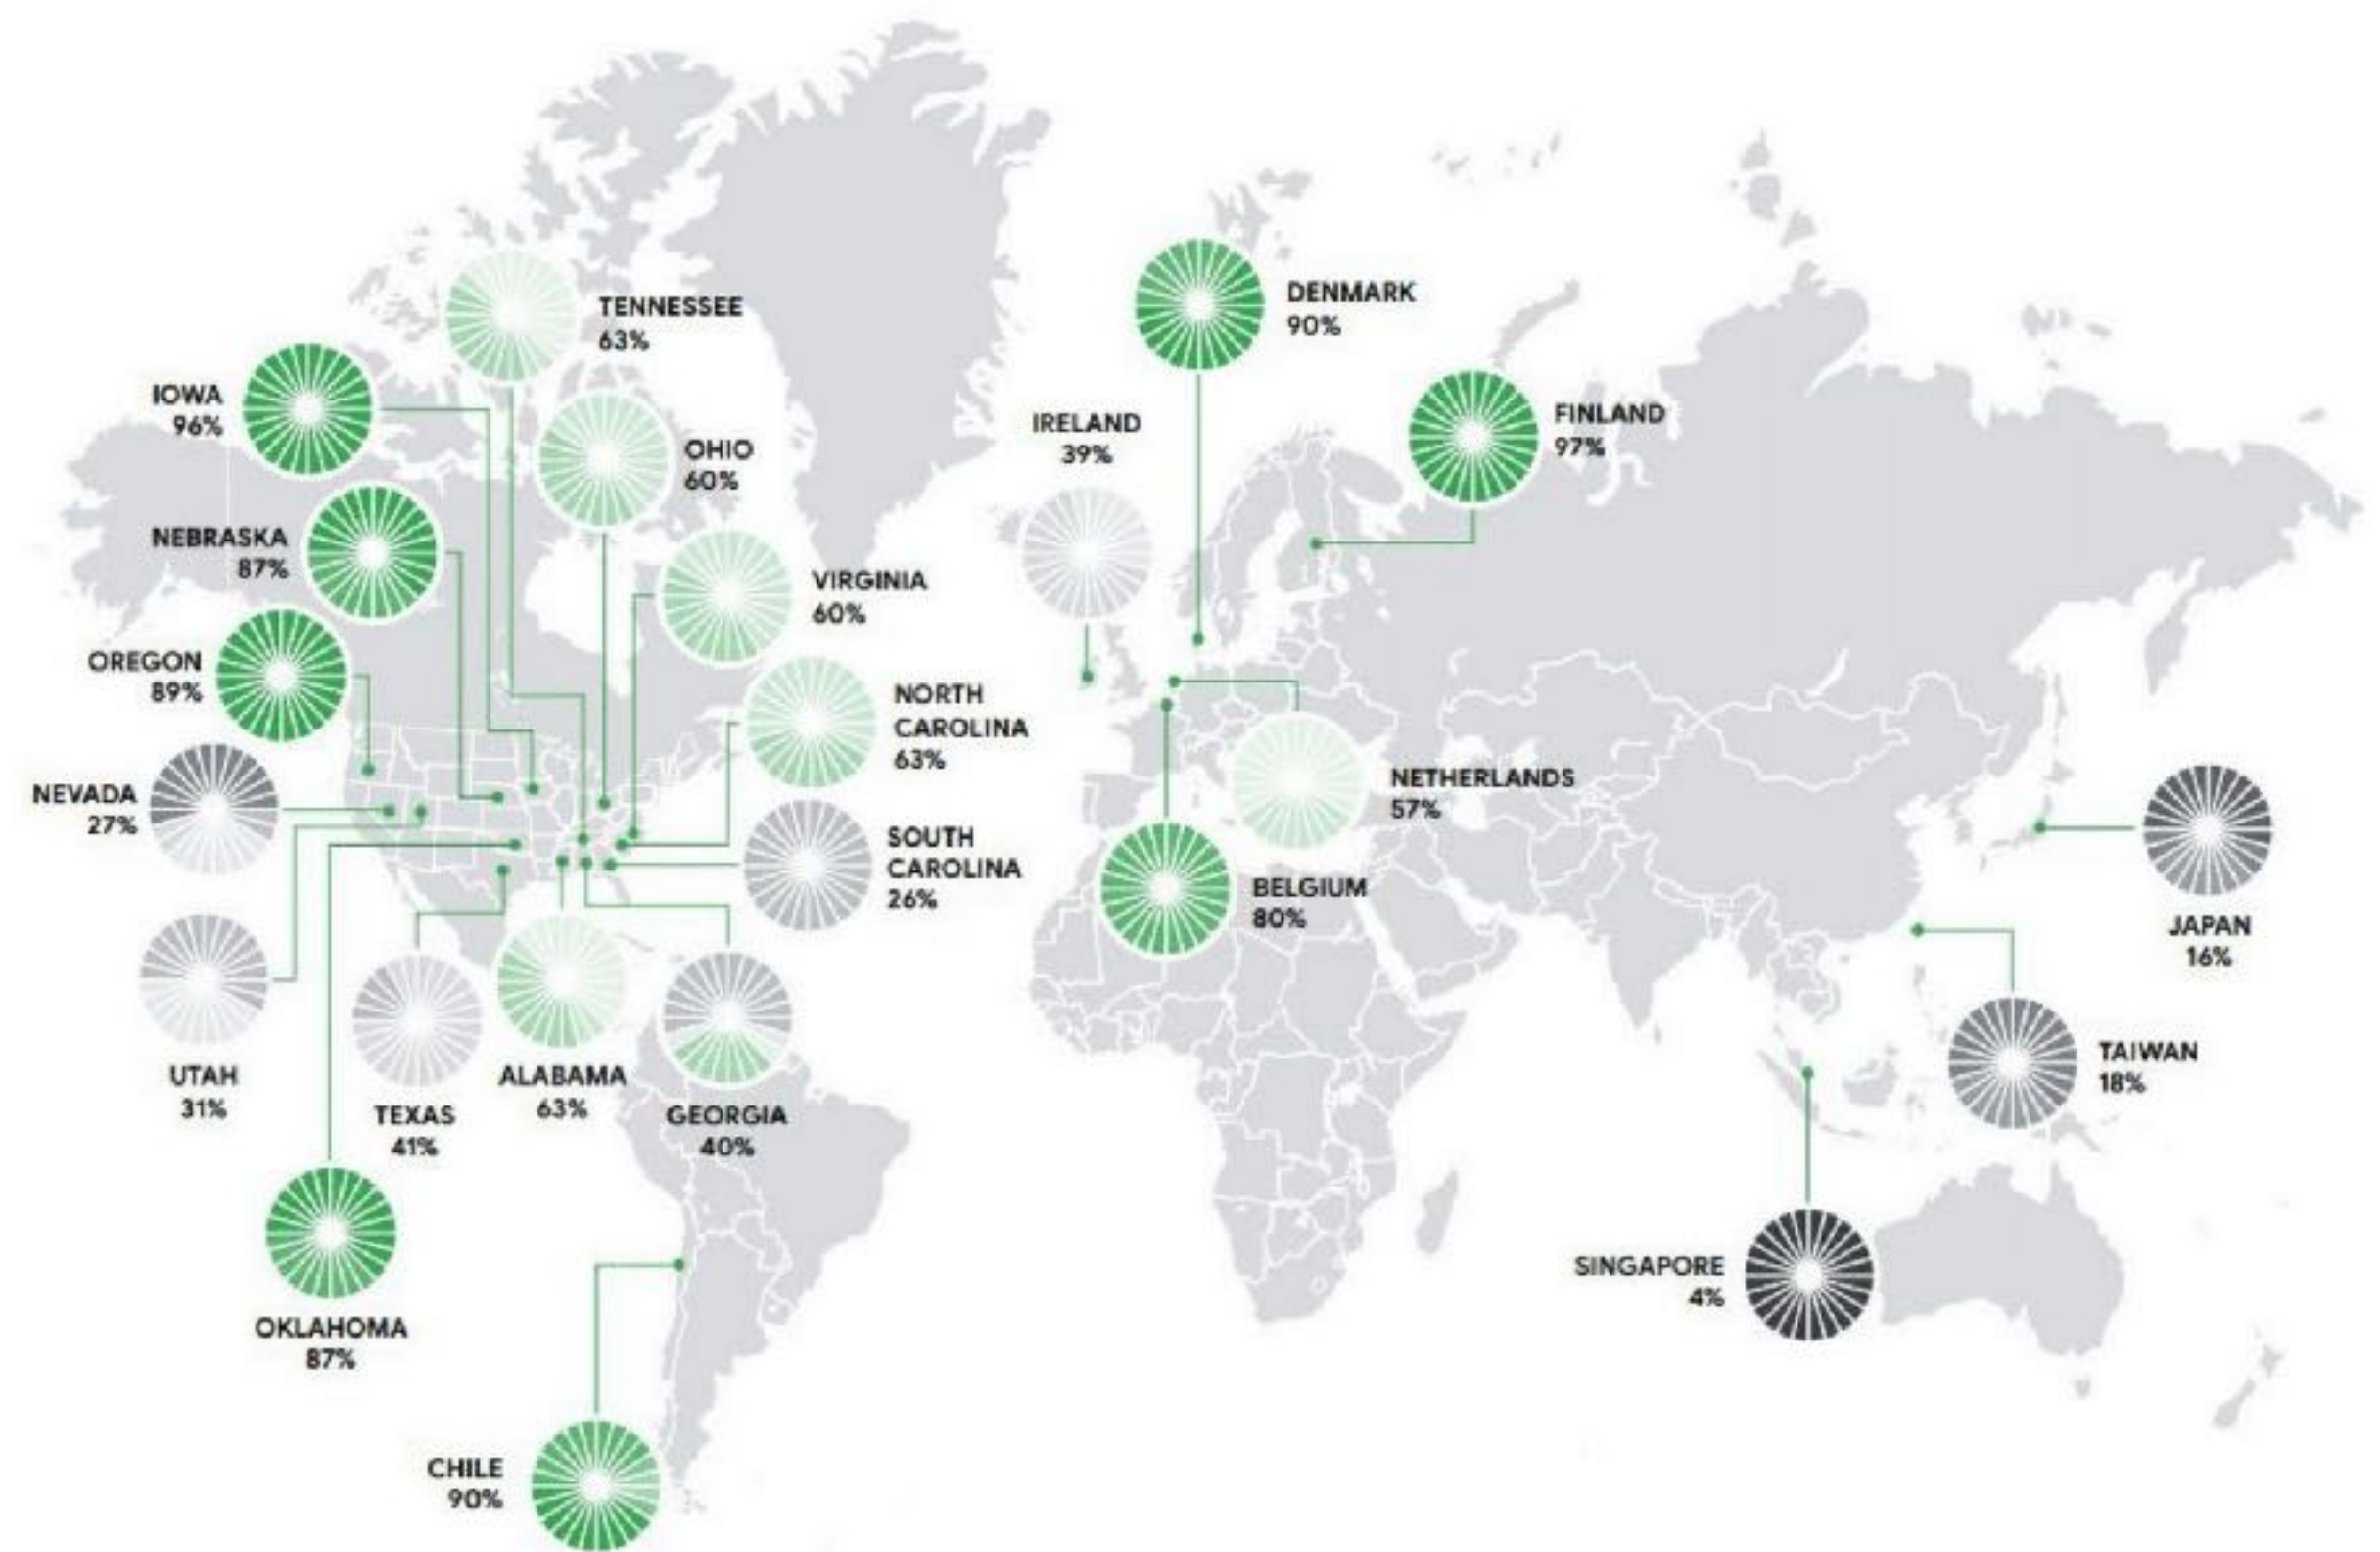 TENNESSEE
63%
IOWA
96%
OHIO
60%
NEBRASKA
87%
VIRGINIA
60%
OREGON
89%
NORTH
CAROLINA
63%
NEVADA
27%
SOUTH
CAROLINA
26%
UTAH
31%
TEXAS
41%
ALABAMA
63%
GEORGIA
40%
OKLAHOMA
87%
CHILE
90%
DENMARK
90%
FINLAND
97%
IRELAND
39%
NETHERLANDS
57%
BELGIUM
80%
JAPAN
16%
TAIWAN
18%
SINGAPORE
4%